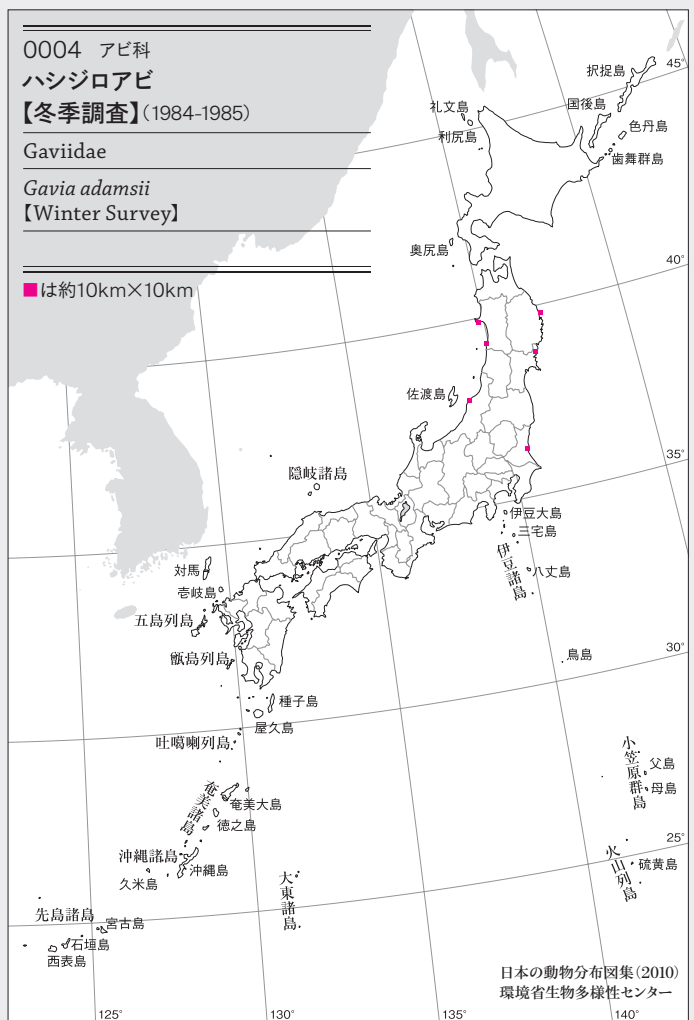 0004 アビ科
ハシジロアビ
【冬季調査】(1984-1985)
Gaviidae
Gavia adamsii
【Winter Survey】
■は約10km×10km
45°
択捉島
国後島
礼文島
色丹島
利尻島
歯舞群島
奥尻島
40°
佐渡島
35°
隠岐諸島
伊豆大島
三宅島
伊豆諸島
八丈島
対馬
壱岐島
五島列島
甑島列島
鳥島
30°
種子島
屋久島
吐噶喇列島
小笠原群島
父島
母島
奄美諸島
奄美大島
徳之島
25°
沖縄諸島
沖縄島
久米島
火山列島
硫黄島
大東諸島
先島諸島
宮古島
石垣島
西表島
日本の動物分布図集(2010)
環境省生物多様性センター
125°
130°
135°
140°